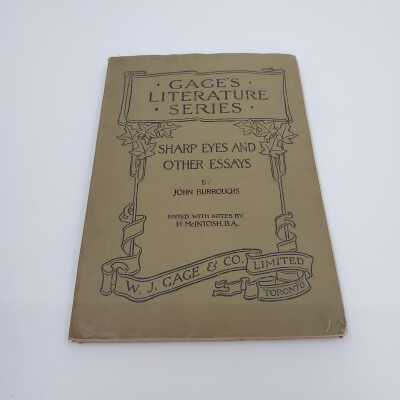 · GAGE'S ·
LITERATURE
· SERIES ·
SHARP EYES AND
OTHER ESSAYS
BY
JOHN BURROUGHS
EDITED WITH NOTES BY
H. McINTOSH, B.A.
W. J. GAGE & CO. LIMITED
TORONTO